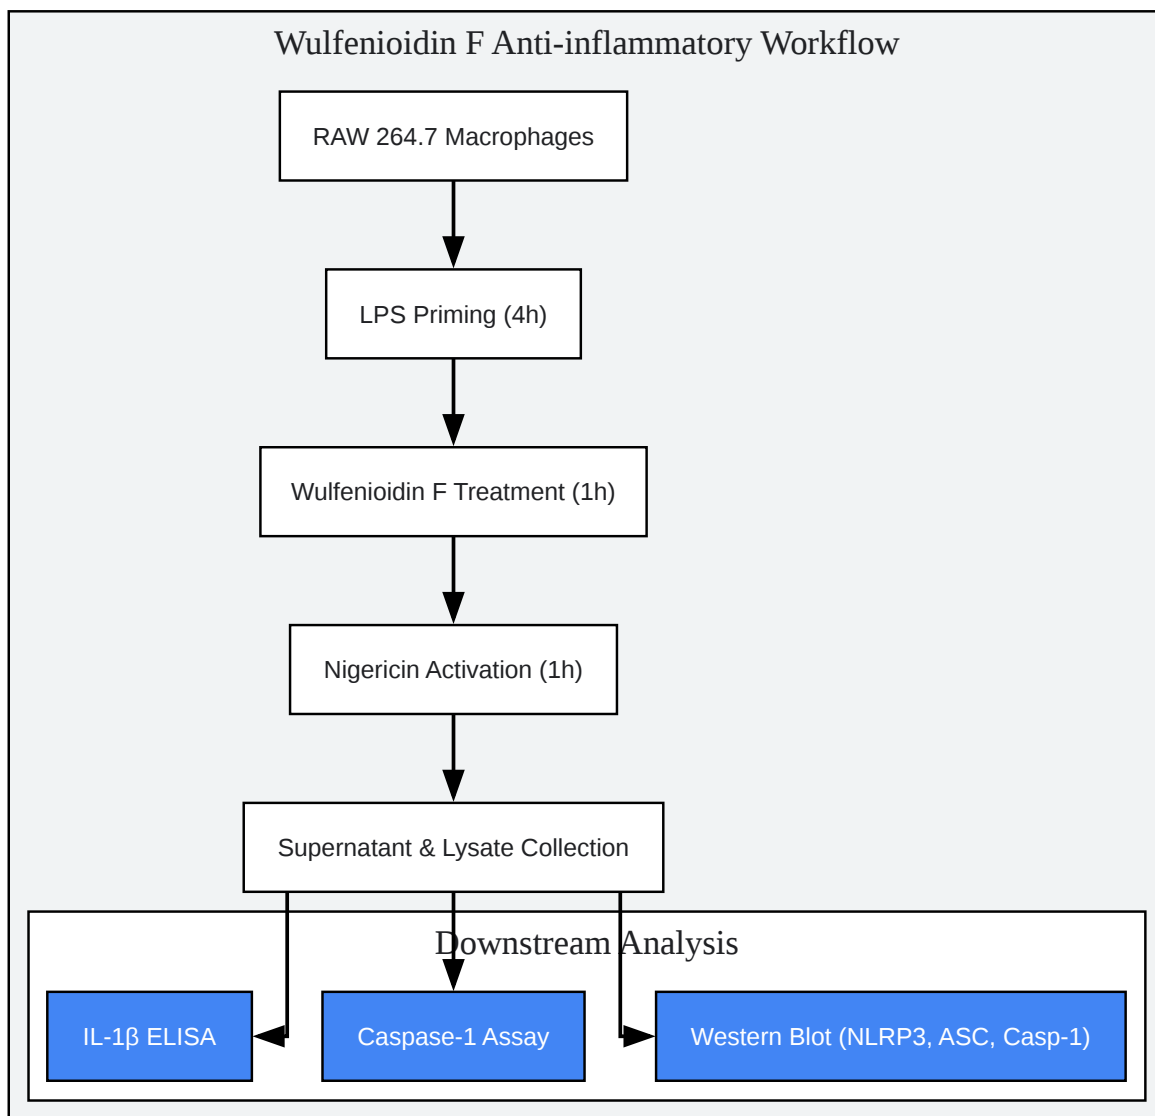 Wulfenioidin F Anti-inflammatory Workflow
RAW 264.7 Macrophages
LPS Priming (4h)
Wulfenioidin F Treatment (1h)
Nigericin Activation (1h)
Supernatant & Lysate Collection
Downstream Analysis
IL-1β ELISA
Caspase-1 Assay
Western Blot (NLRP3, ASC, Casp-1)